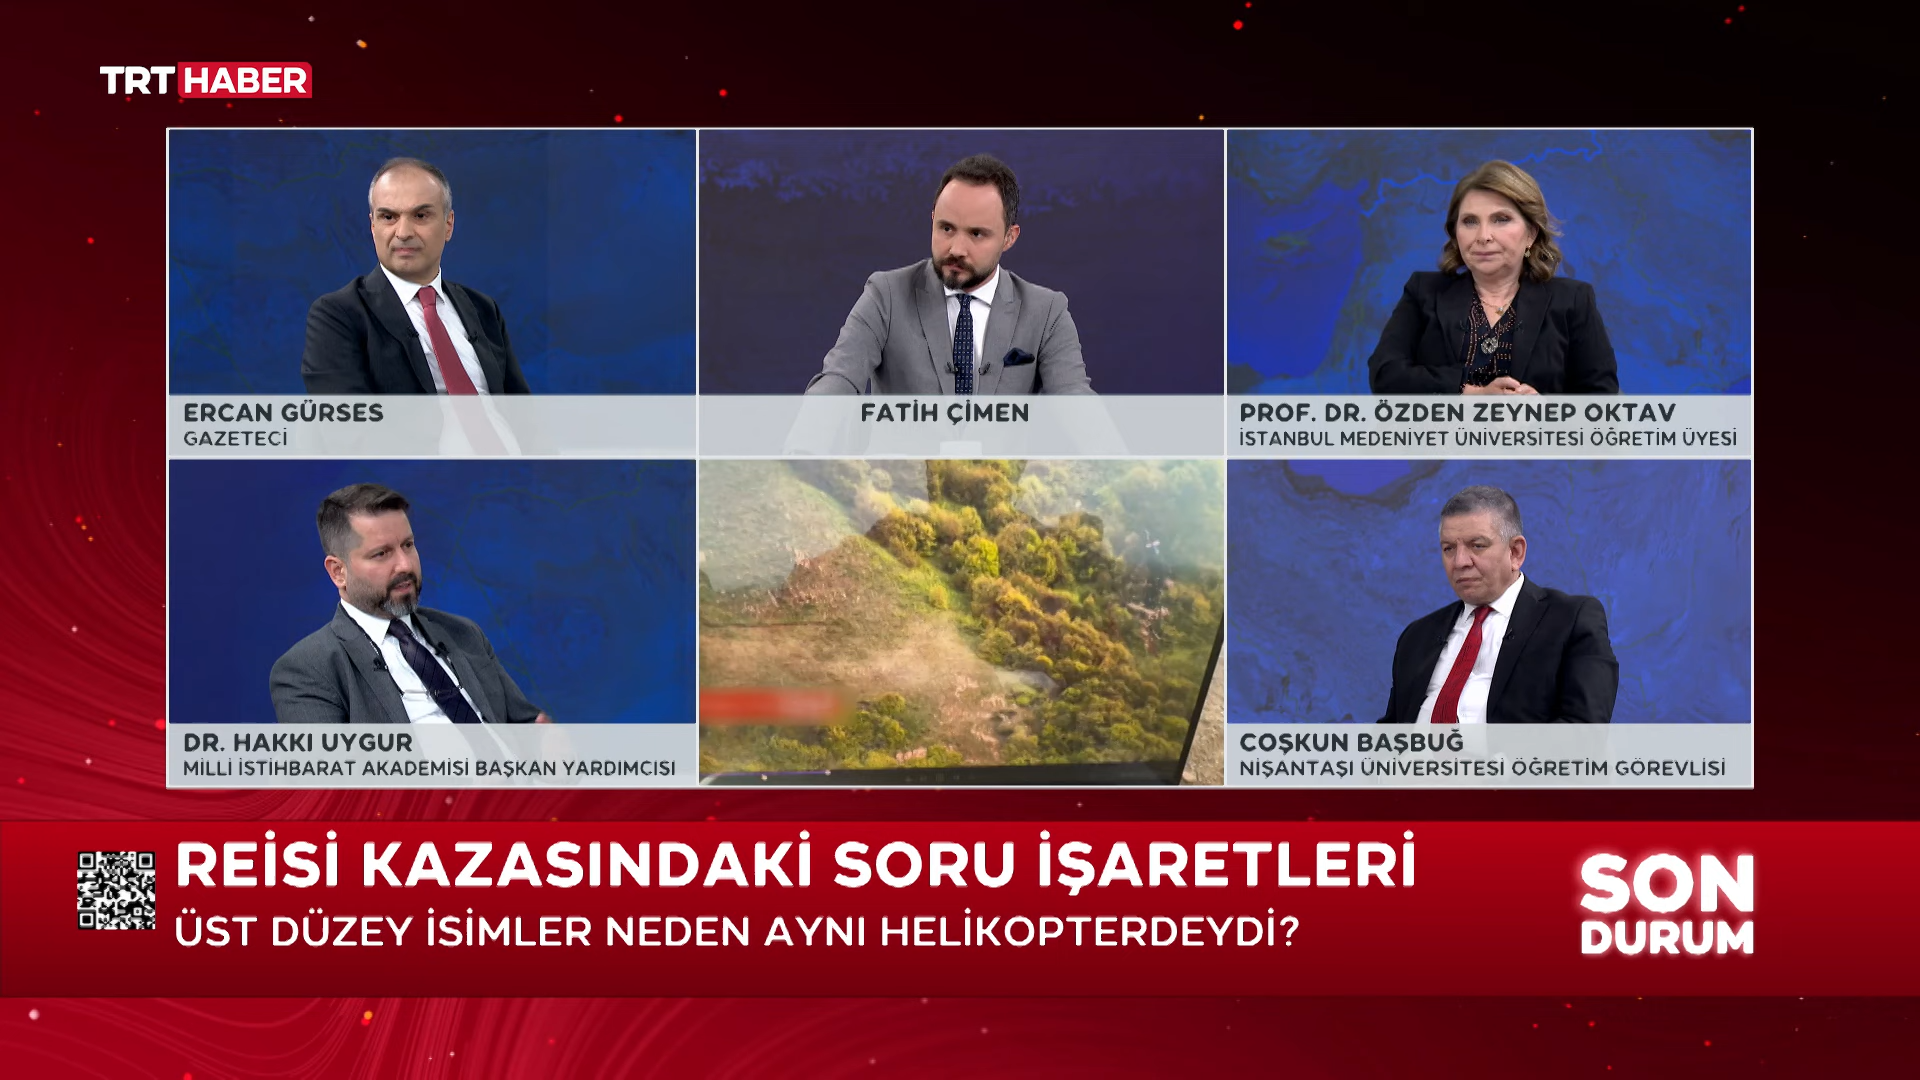 TRT HABER
ERCAN GÜRSES
GAZETECİ
FATİH ÇİMEN
PROF. DR. ÖZDEN ZEYNEP OKTAV
İSTANBUL MEDENİYET ÜNİVERSİTESİ ÖĞRETİM ÜYESİ
DR. HAKKI UYGUR
MİLLİ İSTİHBARAT AKADEMİSİ BAŞKAN YARDIMCISI
COŞKUN BAŞBUĞ
NİŞANTAŞI ÜNİVERSİTESİ ÖĞRETİM GÖREVLİSİ
REİSİ KAZASINDAKİ SORU İŞARETLERİ
ÜST DÜZEY İSİMLER NEDEN AYNI HELİKOPTERDEYDİ?
SON
DURUM